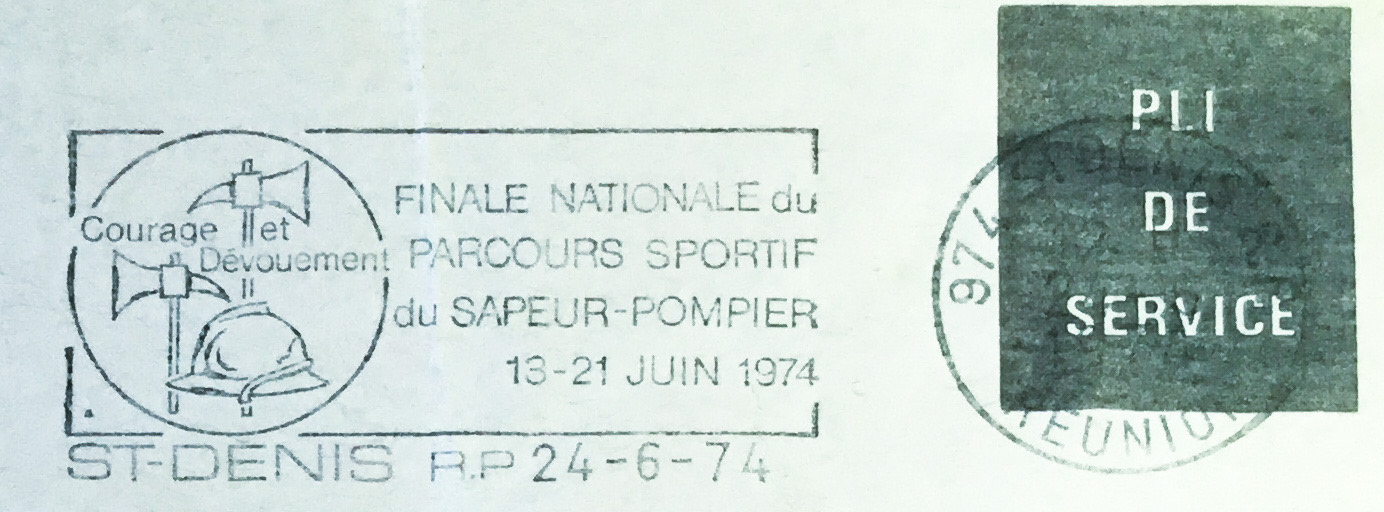 Courage et
Dévouement
FINALE NATIONALE du
PARCOURS SPORTIF
du SAPEUR-POMPIER
13-21 JUIN 1974
ST-DENIS R.P 24-6-74
PLI
DE
SERVICE
974
REUNION